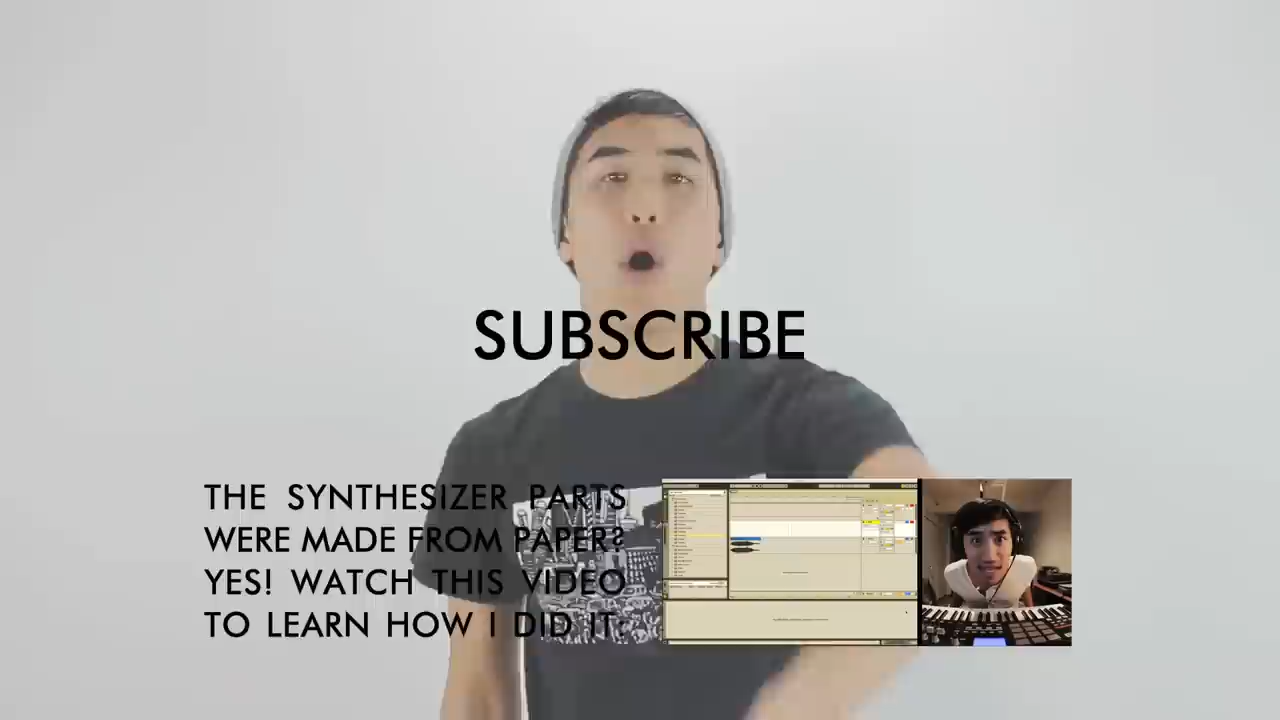 SUBSCRIBE
THE SYNTHESIZER PARTS
WERE MADE FROM PAPER?
YES! WATCH THIS VIDEO
TO LEARN HOW I DID IT: